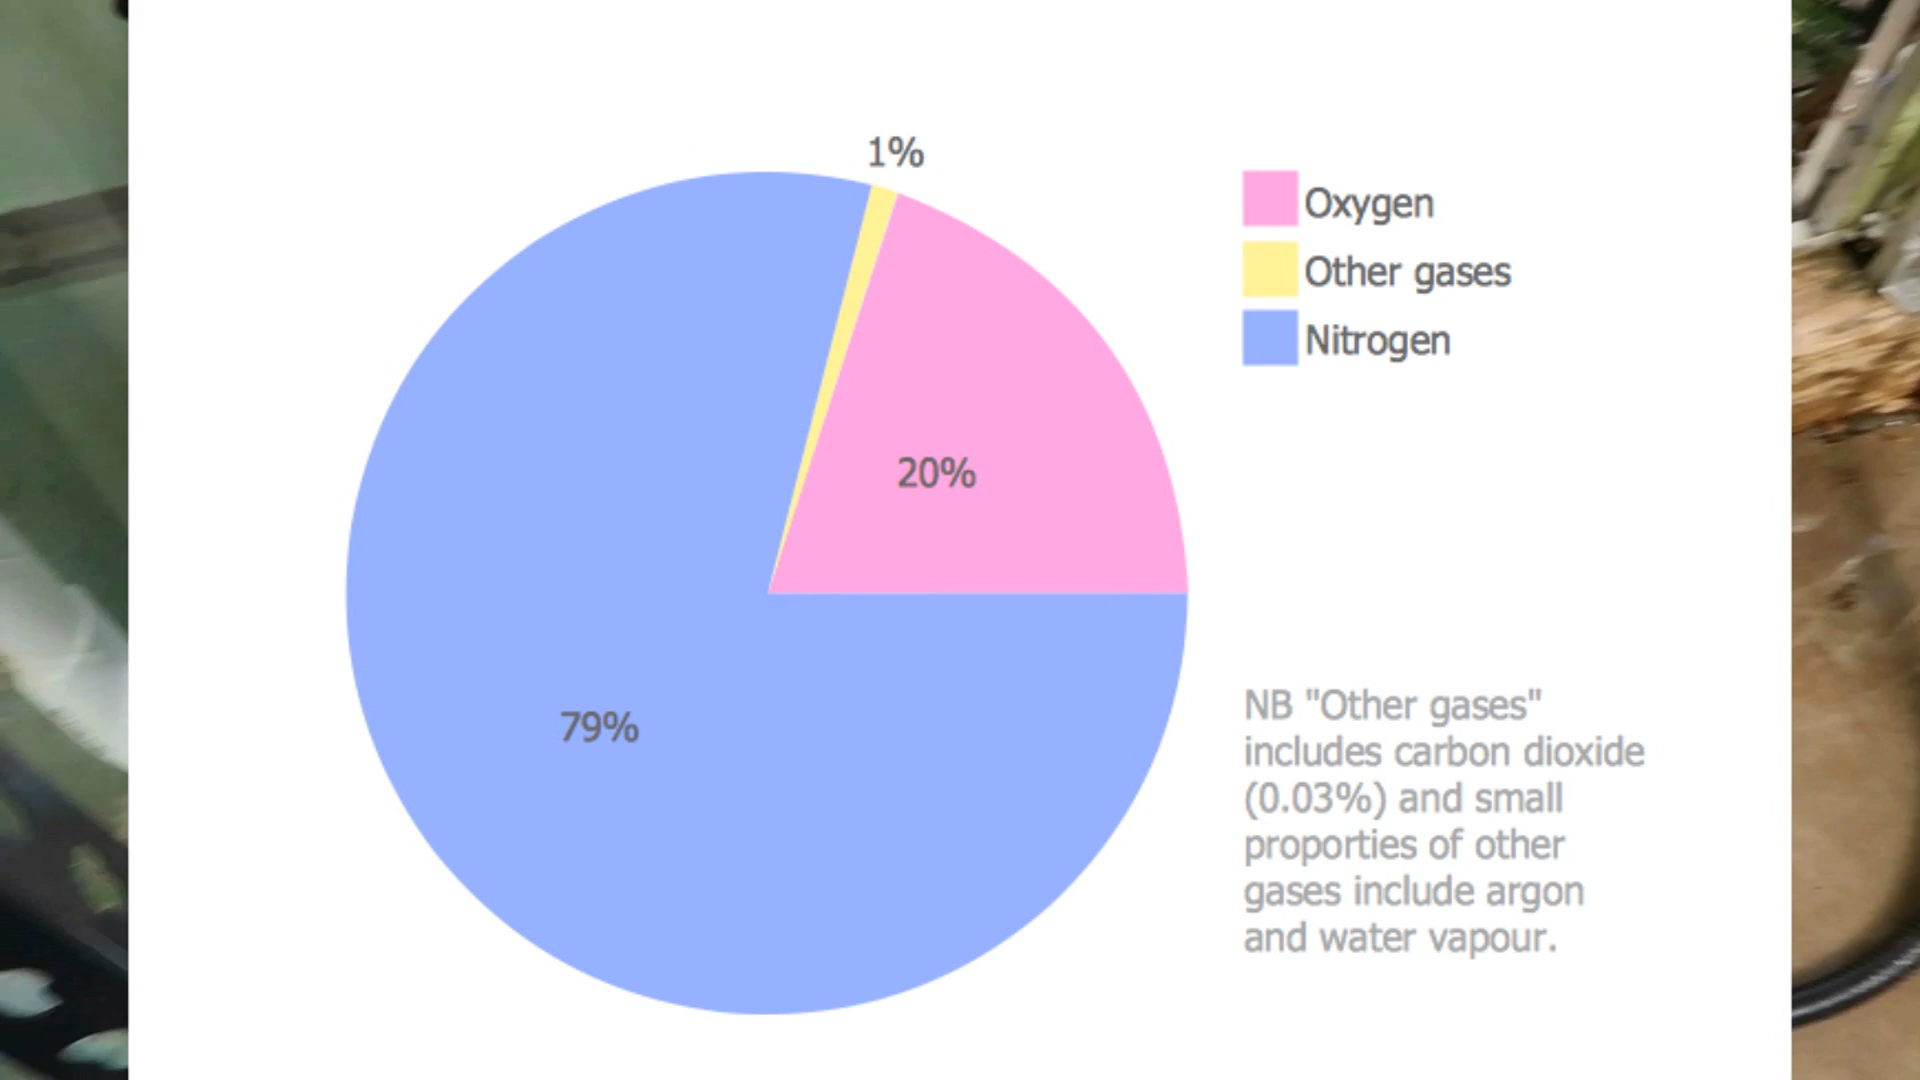 1%
Oxygen
Other gases
Nitrogen
20%
79%
NB "Other gases"
includes carbon dioxide
(0.03%) and small
proporties of other
gases include argon
and water vapour.